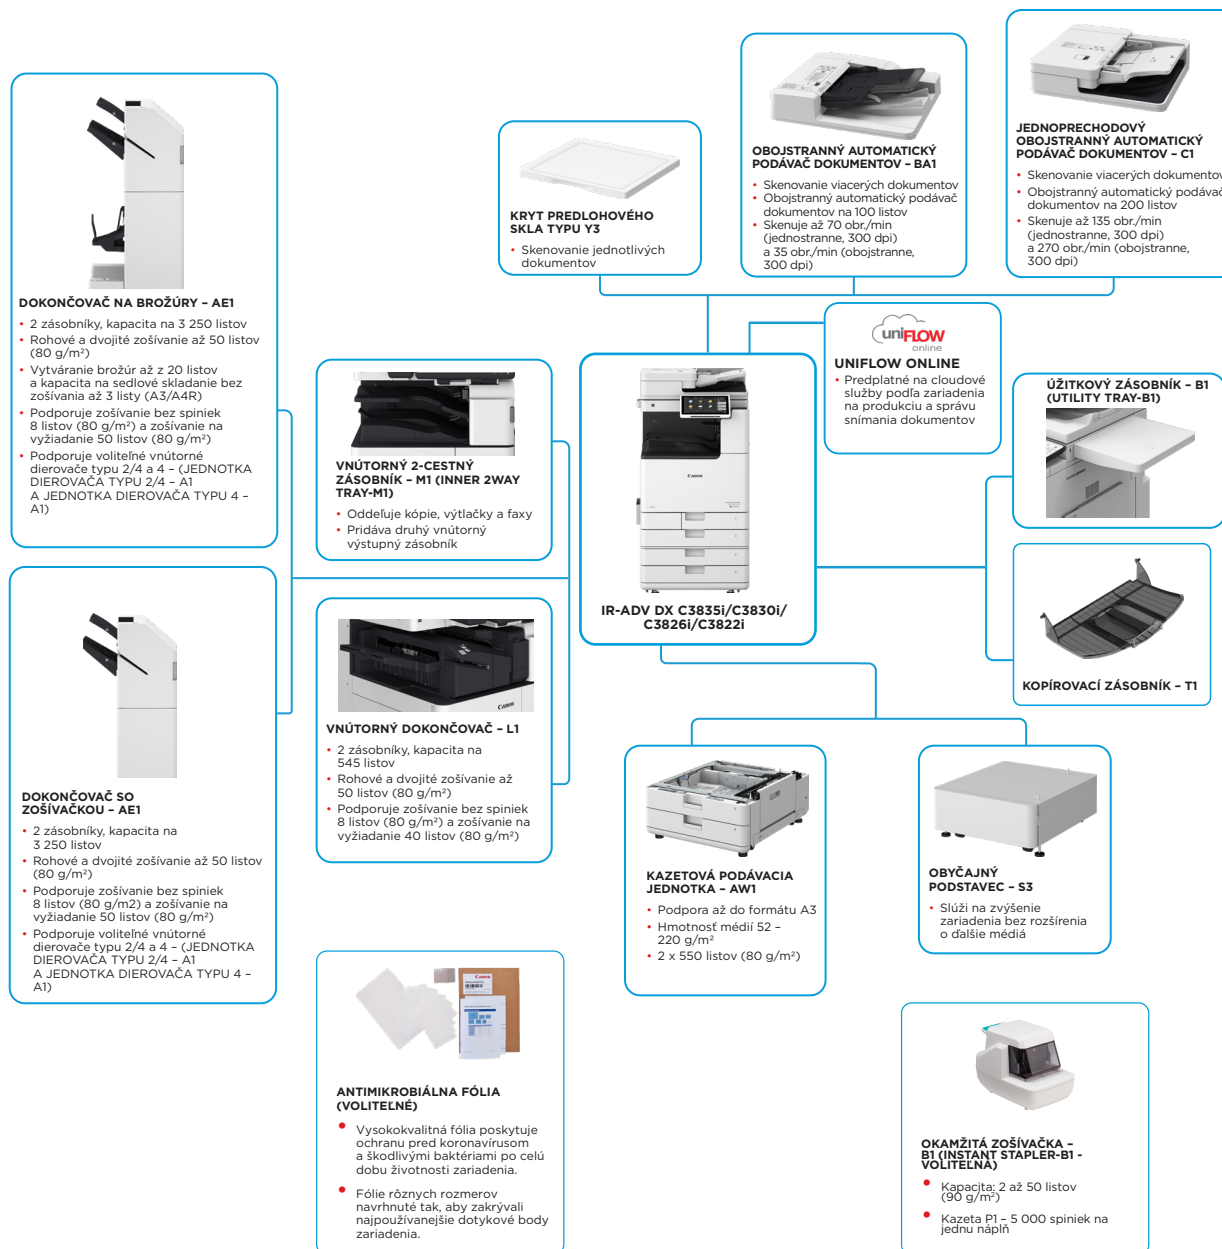 DOKONČOVAČ NA BROŽÚRY – AE1
• 2 zásobníky, kapacita na 3 250 listov
• Rohové a dvojité zošívanie až 50 listov
(80 g/m²)
• Vytváranie brožúr až z 20 listov
a kapacita na sedlové skladanie bez
zošívania až 3 listy (A3/A4R)
• Podporuje zošívanie bez spiniek
8 listov (80 g/m²) a zošívanie na
vyžiadanie 50 listov (80 g/m²)
• Podporuje voliteľné vnútorné
dierovače typu 2/4 a 4 – (JEDNOTKA
DIEROVAČA TYPU 2/4 – A1
A JEDNOTKA DIEROVAČA TYPU 4 –
A1)
DOKONČOVAČ SO
ZOŠÍVAČKOU – AE1
• 2 zásobníky, kapacita na
3 250 listov
• Rohové a dvojité zošívanie až 50 listov
(80 g/m²)
• Podporuje zošívanie bez spiniek
8 listov (80 g/m2) a zošívanie na
vyžiadanie 50 listov (80 g/m²)
• Podporuje voliteľné vnútorné
dierovače typu 2/4 a 4 – (JEDNOTKA
DIEROVAČA TYPU 2/4 – A1
A JEDNOTKA DIEROVAČA TYPU 4 –
A1)
VNÚTORNÝ 2-CESTNÝ
ZÁSOBNÍK – M1 (INNER 2WAY
TRAY-M1)
• Oddeľuje kópie, výtlačky a faxy
• Pridáva druhý vnútorný
výstupný zásobník
Canon
VNÚTORNÝ DOKONČOVAČ – L1
• 2 zásobníky, kapacita na
545 listov
• Rohové a dvojité zošívanie až
50 listov (80 g/m²)
• Podporuje zošívanie bez spiniek
8 listov (80 g/m²) a zošívanie na
vyžiadanie 40 listov (80 g/m²)
Canon
ANTIMIKROBIÁLNA FÓLIA
(VOLITEĽNÉ)
• Vysokokvalitná fólia poskytuje
ochranu pred koronavírusom
a škodlivými baktériami po celú
dobu životnosti zariadenia.
• Fólie rôznych rozmerov
navrhnuté tak, aby zakrývali
najpoužívanejšie dotykové body
zariadenia.
KRYT PREDLOHOVÉHO
SKLA TYPU Y3
• Skenovanie jednotlivých
dokumentov
OBOJSTRANNÝ AUTOMATICKÝ
PODÁVAČ DOKUMENTOV – BA1
• Skenovanie viacerých dokumentov
• Obojstranný automatický podávač
dokumentov na 100 listov
• Skenuje až 70 obr./min
(jednostranne, 300 dpi)
a 35 obr./min (obojstranne,
300 dpi)
JEDNOPRECHODOVÝ
OBOJSTRANNÝ AUTOMATICKÝ
PODÁVAČ DOKUMENTOV – C1
• Skenovanie viacerých dokumentov
• Obojstranný automatický podávač
dokumentov na 200 listov
• Skenuje až 135 obr./min
(jednostranne, 300 dpi)
a 270 obr./min (obojstranne,
300 dpi)
uniFLOW
online
UNIFLOW ONLINE
• Predplatné na cloudové
služby podľa zariadenia
na produkciu a správu
snímania dokumentov
Canon
IR-ADV DX C3835i/C3830i/
C3826i/C3822i
ÚŽITKOVÝ ZÁSOBNÍK – B1
(UTILITY TRAY-B1)
KOPÍROVACÍ ZÁSOBNÍK – T1
KAZETOVÁ PODÁVACIA
JEDNOTKA – AW1
• Podpora až do formátu A3
• Hmotnosť médií 52 –
220 g/m²
• 2 x 550 listov (80 g/m²)
OBYČAJNÝ
PODSTAVEC – S3
• Slúži na zvýšenie
zariadenia bez rozšírenia
o ďalšie médiá
OKAMŽITÁ ZOŠÍVAČKA –
B1 (INSTANT STAPLER-B1 -
VOLITEĽNÁ)
• Kapacita: 2 až 50 listov
(90 g/m²)
• Kazeta P1 – 5 000 spiniek na
jednu náplň